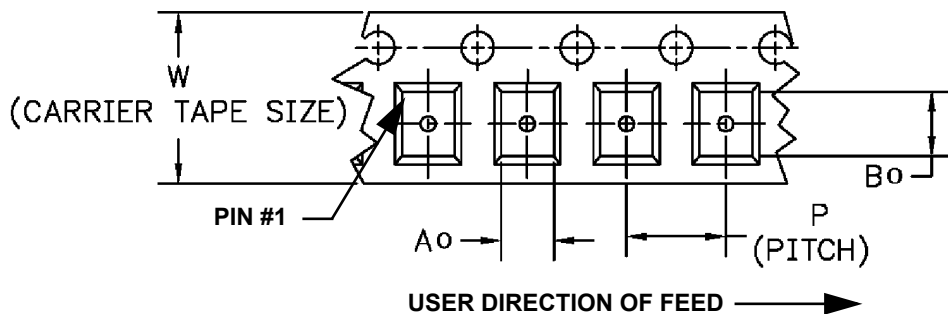 W
(CARRIER TAPE SIZE)
PIN #1
Ao
P
(PITCH)
Bo
USER DIRECTION OF FEED